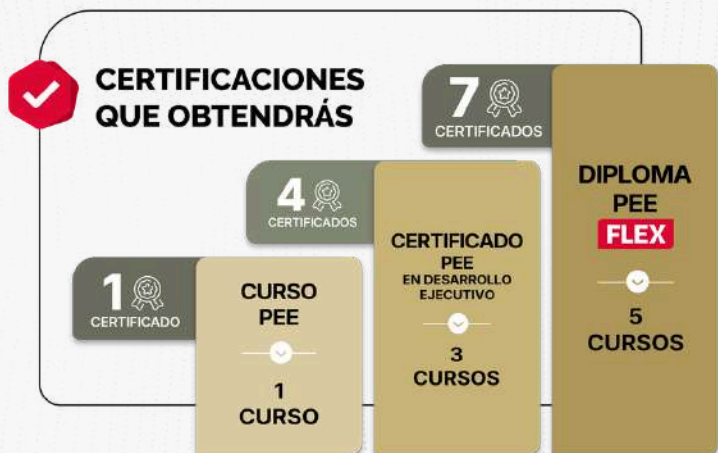 CERTIFICACIONES
QUE OBTENDRÁS
7
CERTIFICADOS
DIPLOMA
PEE
FLEX
5
CURSOS
4
CERTIFICADOS
CERTIFICADO
PEE
EN DESARROLLO
EJECUTIVO
3
CURSOS
1
CERTIFICADO
CURSO
PEE
1
CURSO